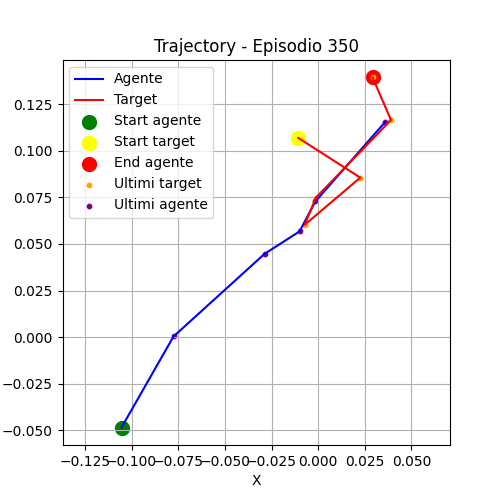 Trajectory - Episodio 350
Agente
Target
Start agente
Start target
End agente
Ultimi target
Ultimi agente
0.125
0.100
0.075
0.050
0.025
0.000
−0.025
−0.050
−0.125 −0.100 −0.075 −0.050 −0.025 0.000 0.025 0.050
X